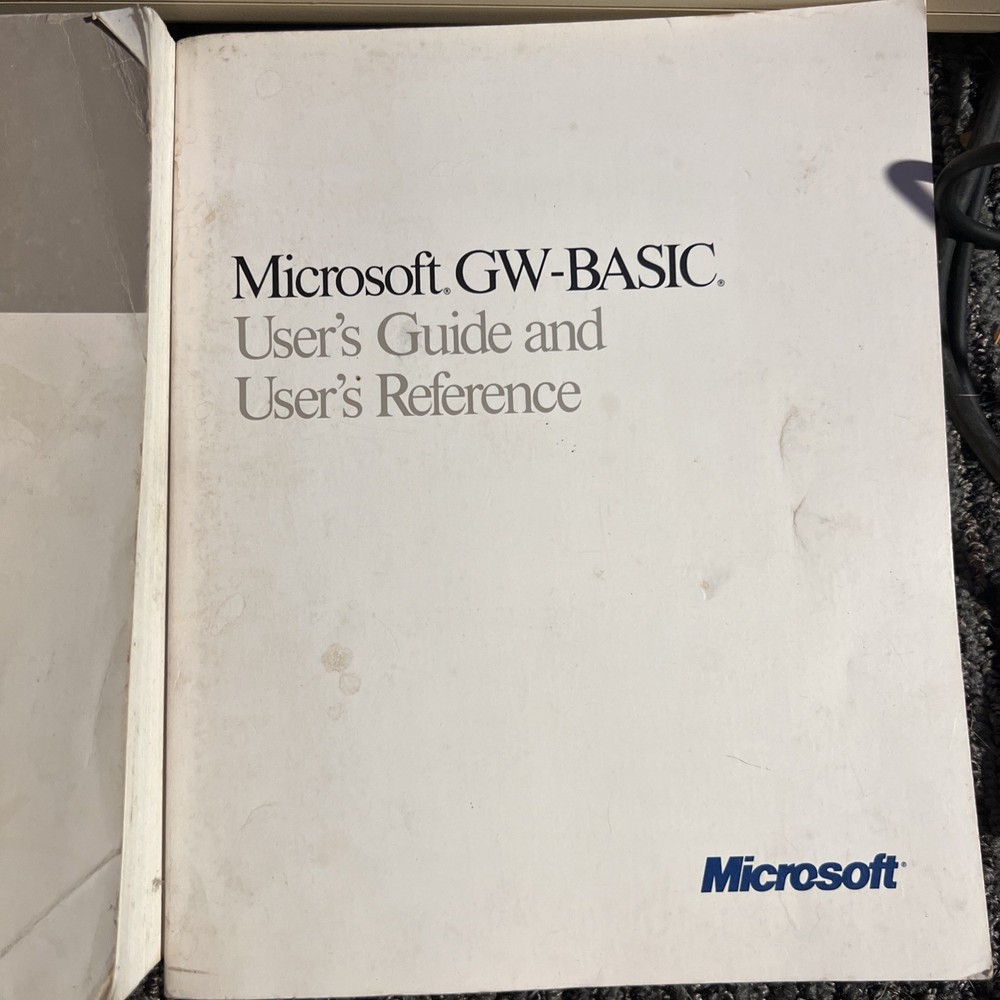 Microsoft® GW-BASIC®
User's Guide and
User's Reference
Microsoft®